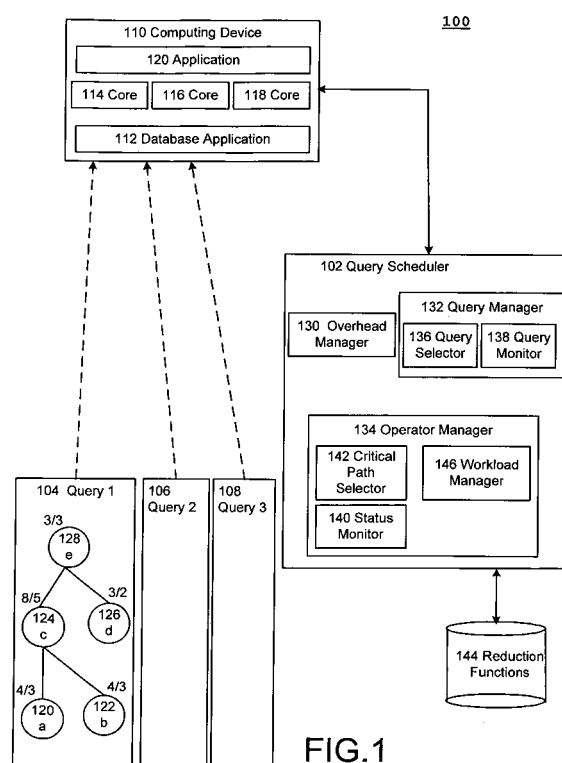 100
110 Computing Device
120 Application
114 Core
116 Core
118 Core
112 Database Application
102 Query Scheduler
130 Overhead
Manager
132 Query Manager
136 Query
Selector
138 Query
Monitor
134 Operator Manager
142 Critical
Path
Selector
146 Workload
Manager
140 Status
Monitor
144 Reduction
Functions
104 Query 1
3/3
128
e
8/5
124
c
3/2
126
d
4/3
120
a
4/3
122
b
106
Query 2
108
Query 3
FIG.1